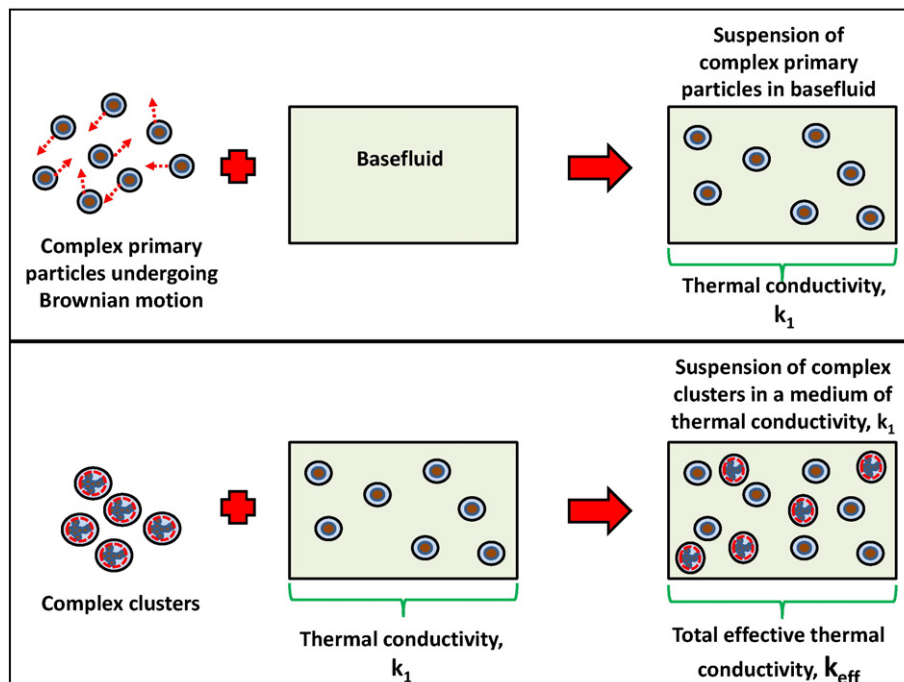 Suspension of
complex primary
particles in basefluid
Basefluid
Complex primary
particles undergoing
Brownian motion
Thermal conductivity,
k1
Suspension of complex
clusters in a medium of
thermal conductivity, k1
Complex clusters
Thermal conductivity,
k1
Total effective thermal
conductivity, keff